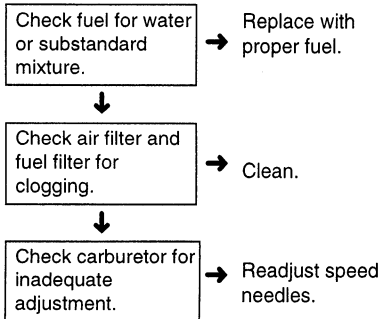 Check fuel for water
or substandard
mixture.
Replace with
proper fuel.
Check air filter and
fuel filter for
clogging.
Clean.
Check carburetor for
inadequate
adjustment.
Readjust speed
needles.